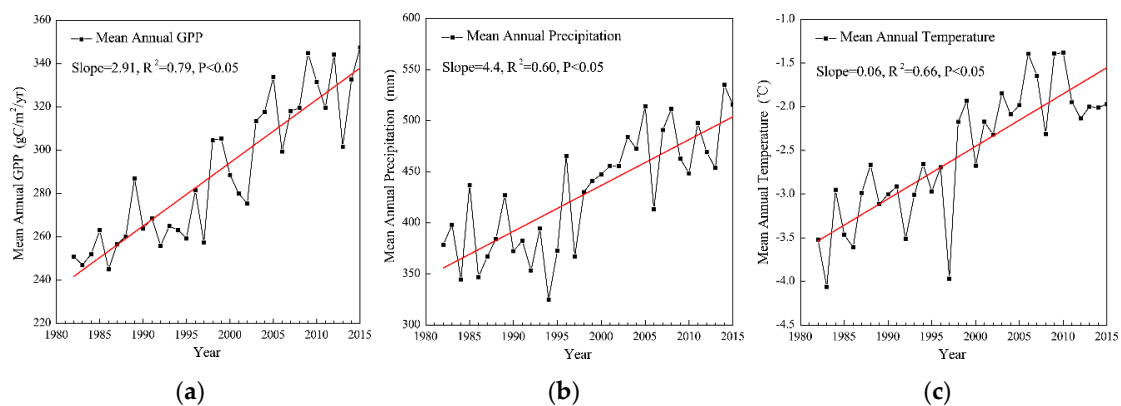 360
340
320
300
280
260
240
220
Mean Annual GPP (gC/m²/yr)
Mean Annual GPP
Slope=2.91, R²=0.79, P<0.05
1980 1985 1990 1995 2000 2005 2010 2015
Year
(a)
600
550
500
450
400
350
300
Mean Annual Precipitation (mm)
Mean Annual Precipitation
Slope=4.4, R²=0.60, P<0.05
1980 1985 1990 1995 2000 2005 2010 2015
Year
(b)
-1.0
-1.5
-2.0
-2.5
-3.0
-3.5
-4.0
-4.5
Mean Annual Temperature (℃)
Mean Annual Temperature
Slope=0.06, R²=0.66, P<0.05
1980 1985 1990 1995 2000 2005 2010 2015
Year
(c)